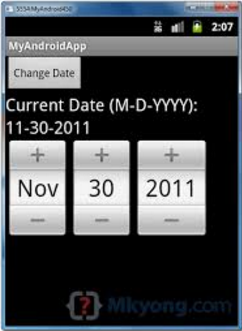 5554:MyAndroid450
2:07
MyAndroidApp
Change Date
Current Date (M-D-YYYY):
11-30-2011
+ + +
Nov 30 2011
- - -
{?} Mkyong.com